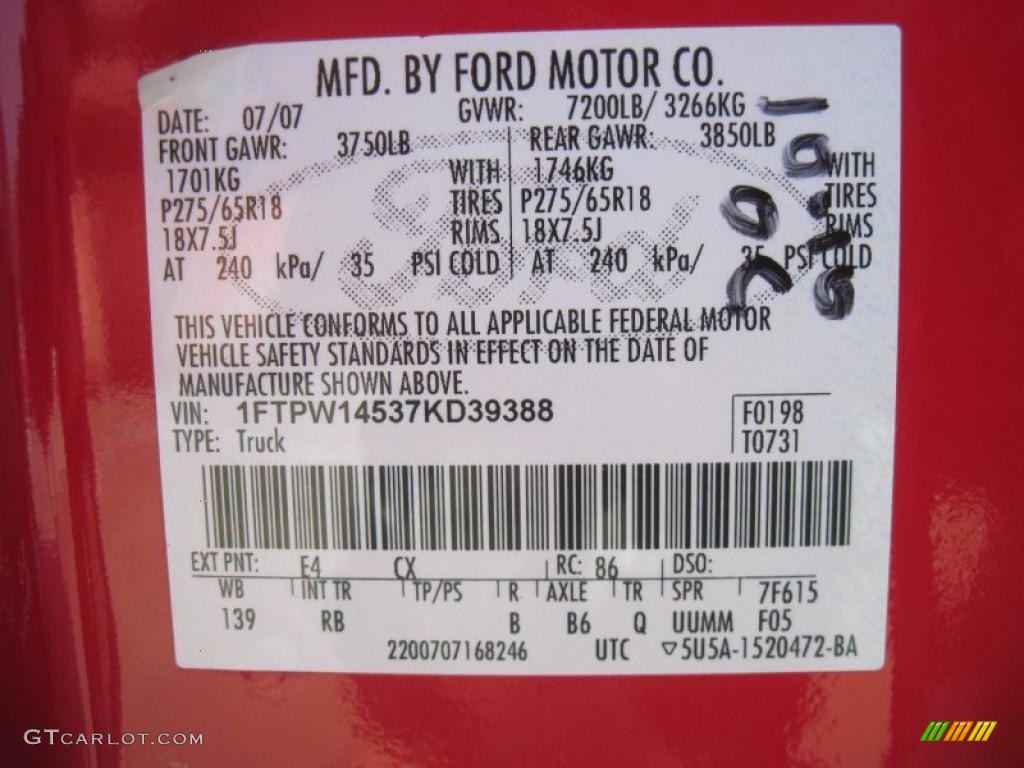 MFD. BY FORD MOTOR CO.
DATE: 07/07 GVWR: 7200LB/ 3266KG
FRONT GAWR: 3750LB REAR GAWR: 3850LB
1701KG WITH 1746KG WITH
P275/65R18 TIRES P275/65R18 TIRES
18X7.5J RIMS 18X7.5J RIMS
AT 240 kPa/ 35 PSI COLD AT 240 kPa/ 35 PSI COLD
Ford
THIS VEHICLE CONFORMS TO ALL APPLICABLE FEDERAL MOTOR
VEHICLE SAFETY STANDARDS IN EFFECT ON THE DATE OF
MANUFACTURE SHOWN ABOVE.
VIN: 1FTPW14537KD39388 F0198
TYPE: Truck T0731
EXT PNT: E4 CX RC: 86 DSO:
WB INT TR TP/PS R AXLE TR SPR 7F615
139 RB B B6 Q UUMM F05
2200707168246 UTC ▽5U5A-1520472-BA
GTCARLOT.COM